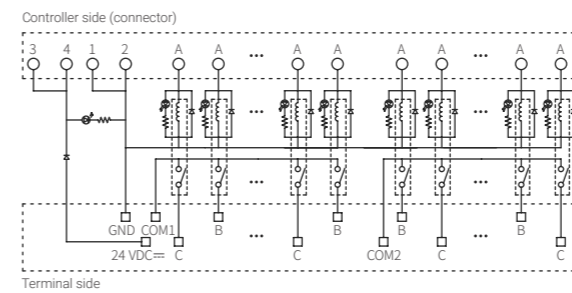 Controller side (connector)
3 4 1 2 A A ••• A A A A ••• A A
•••
•••
••• •••
GND COM1 B B B B
24 VDC⎓ C ••• C COM2 C ••• C
Terminal side